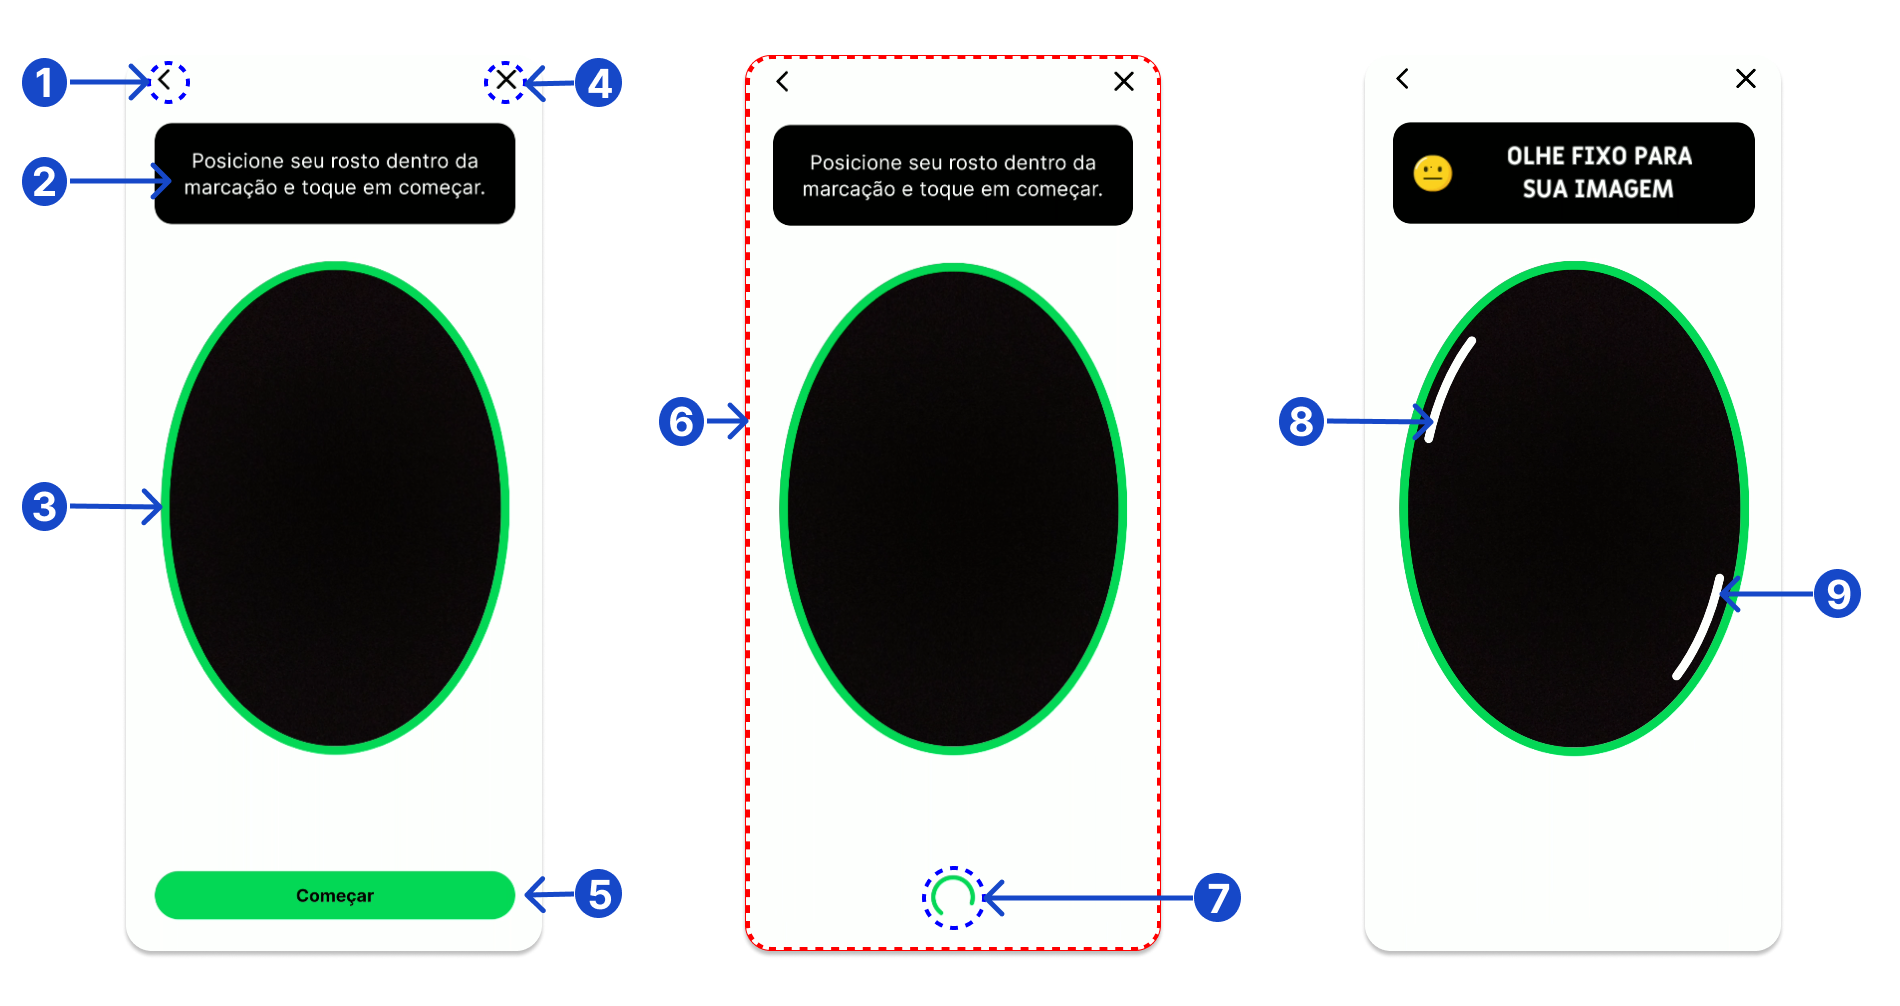 1
4
2
Posicione seu rosto dentro da
marcação e toque em começar.
3
Começar
5
Posicione seu rosto dentro da
marcação e toque em começar.
6
7
OLHE FIXO PARA
SUA IMAGEM
8
9